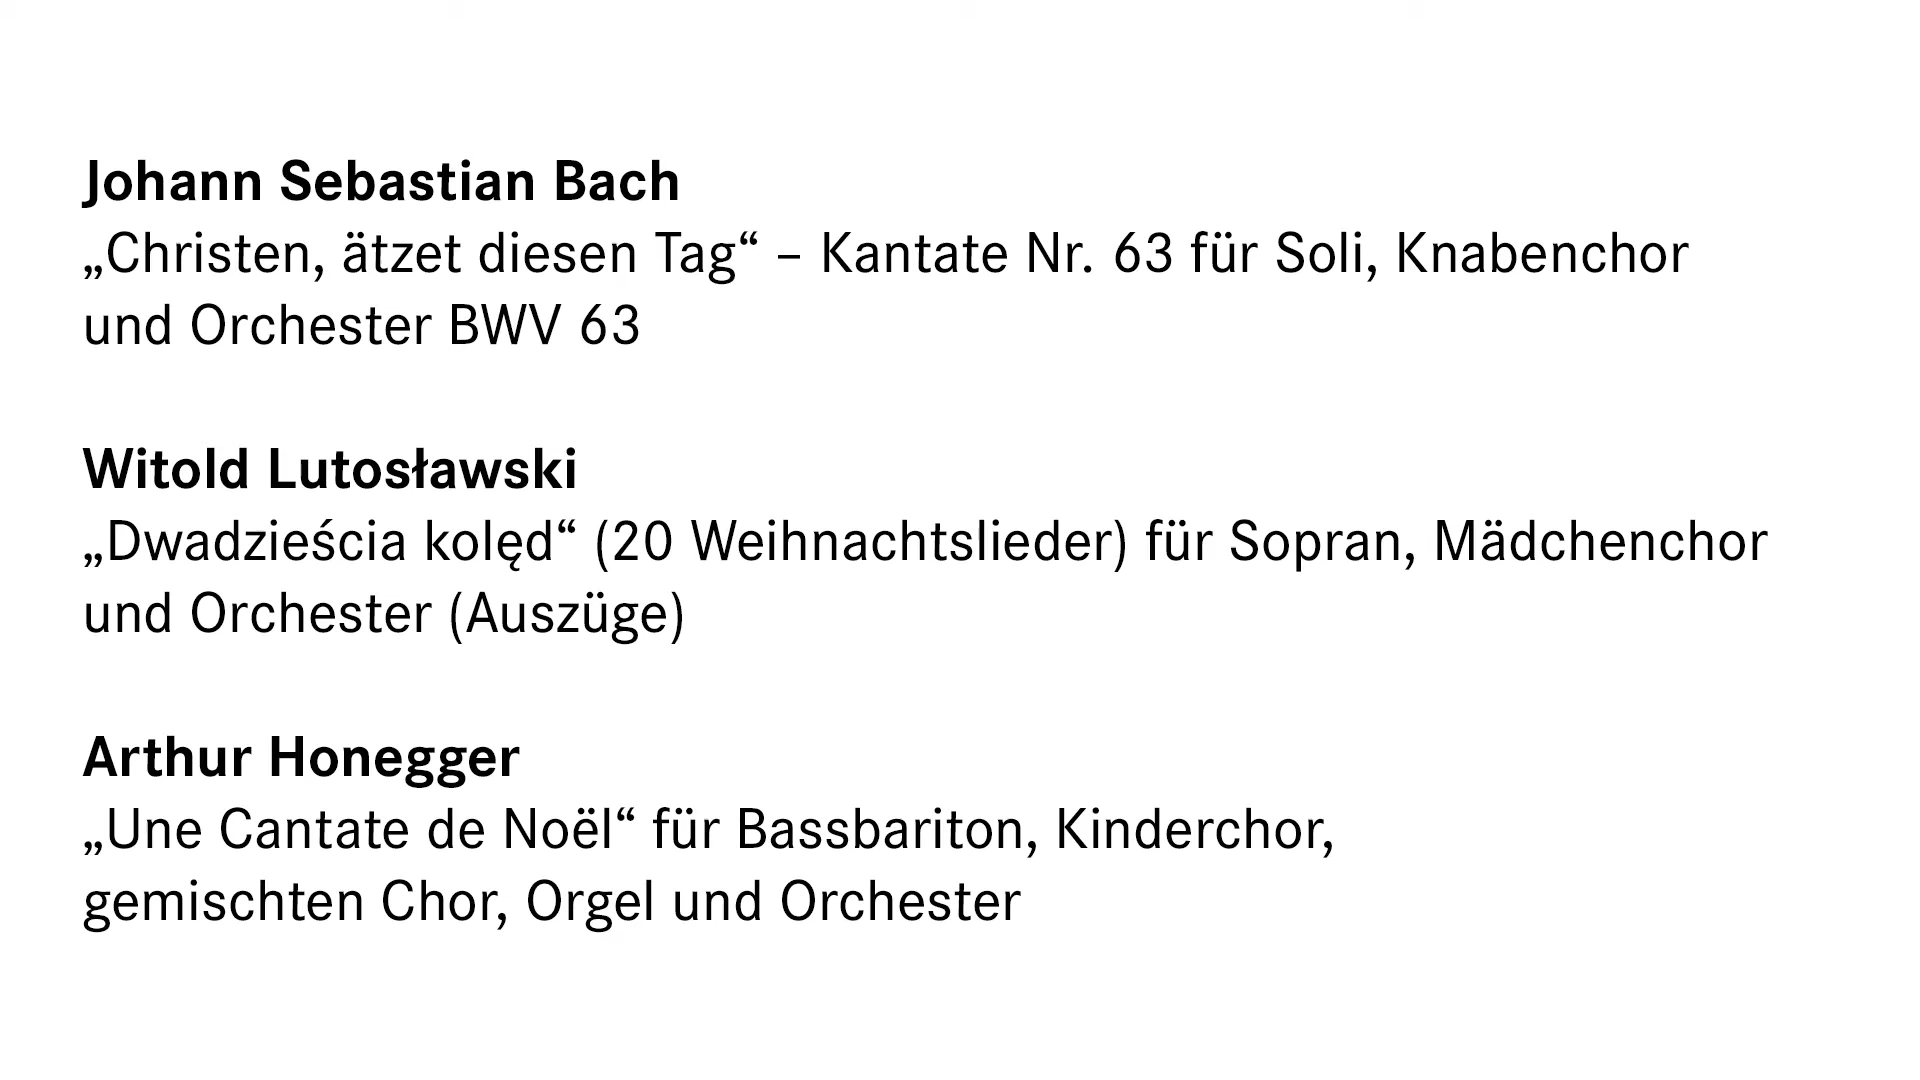 Johann Sebastian Bach
„Christen, ätzet diesen Tag“ – Kantate Nr. 63 für Soli, Knabenchor
und Orchester BWV 63
Witold Lutosławski
„Dwadzieścia kolęd“ (20 Weihnachtslieder) für Sopran, Mädchenchor
und Orchester (Auszüge)
Arthur Honegger
„Une Cantate de Noël“ für Bassbariton, Kinderchor,
gemischten Chor, Orgel und Orchester